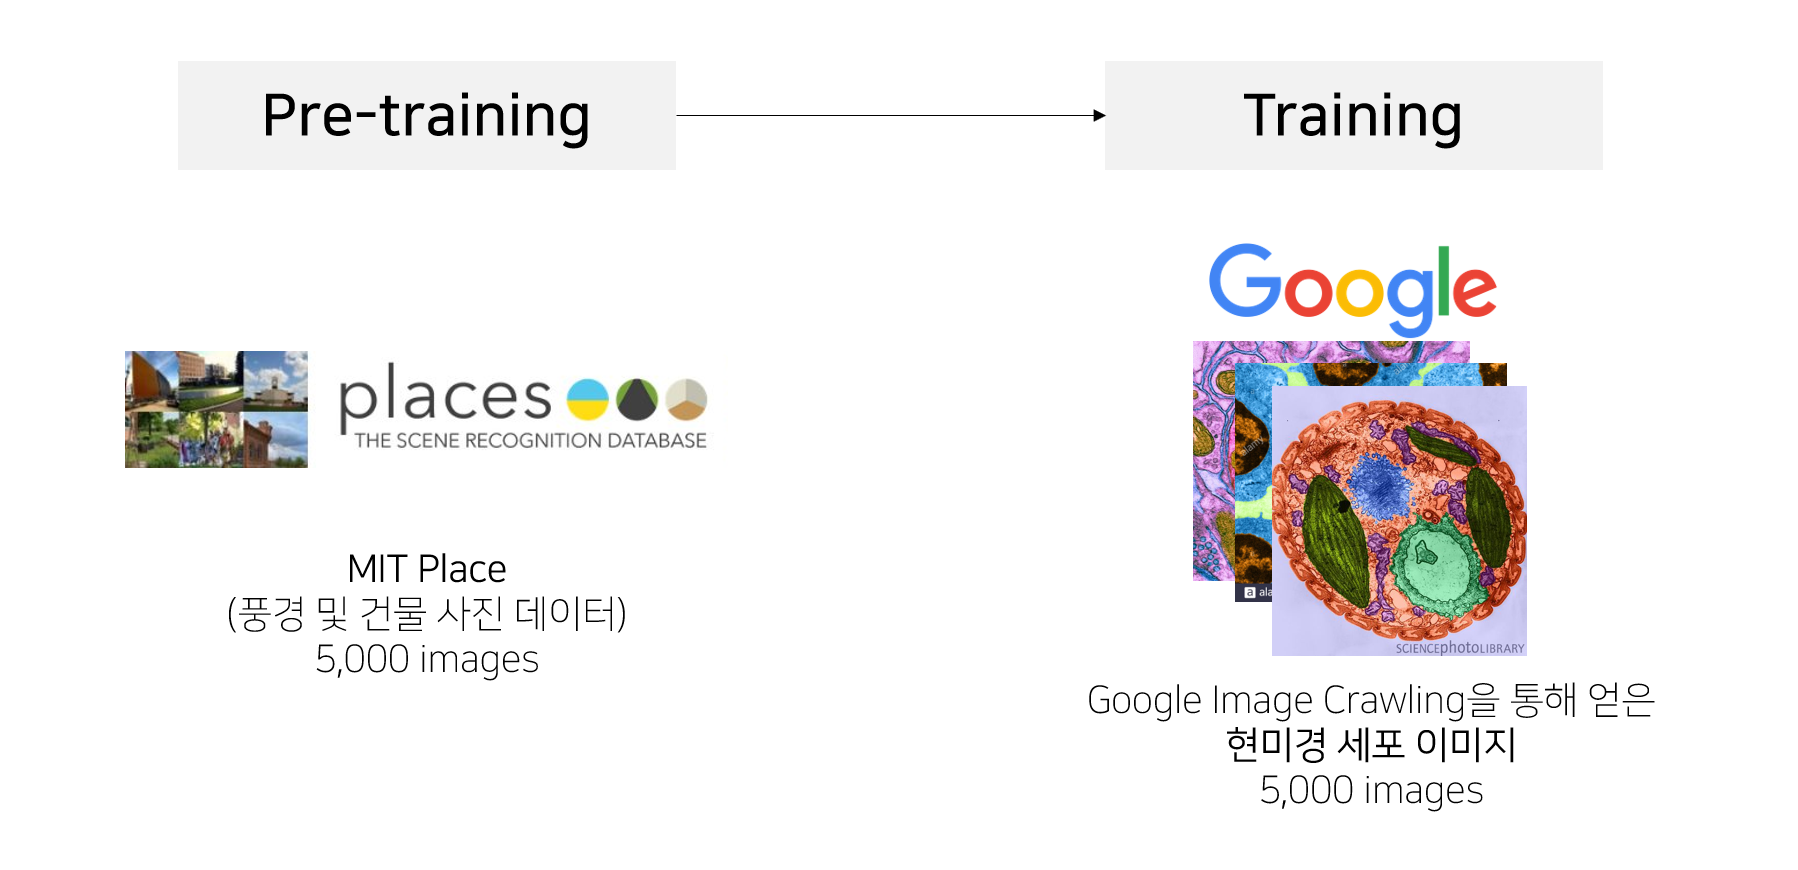 Pre-training
Training
Google
places
THE SCENE RECOGNITION DATABASE
alamy
a ala
SCIENCEphotoLIBRARY
MIT Place
(풍경 및 건물 사진 데이터)
5,000 images
Google Image Crawling을 통해 얻은
현미경 세포 이미지
5,000 images